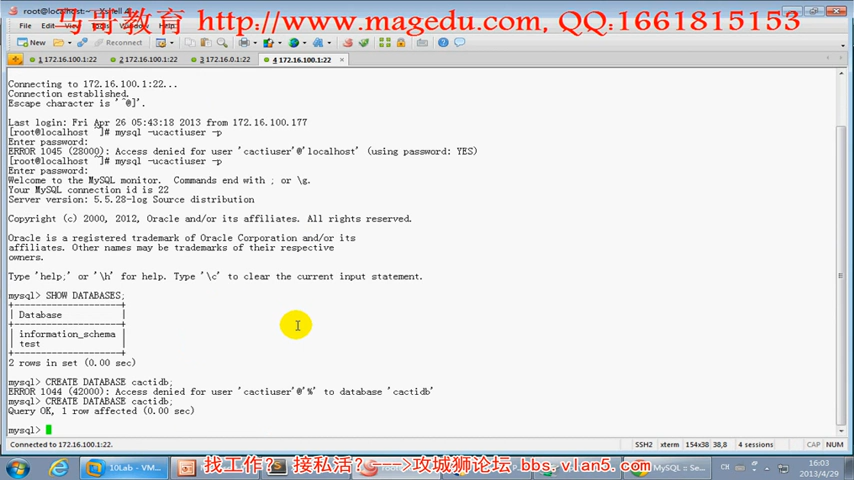 root@localhost:~ - Xshell 4
马哥教育 http://www.magedu.com, QQ:1661815153
File Edit
Window Help
New
Reconnect
1 172.16.100.1:22
2 172.16.100.1:22
3 172.16.0.1:22
4 172.16.100.1:22
Connecting to 172.16.100.1:22...
Connection established.
Escape character is '^@]'.
Last login: Fri Apr 26 05:43:18 2013 from 172.16.100.177
[root@localhost ~]# mysql -ucactiuser -p
Enter password:
ERROR 1045 (28000): Access denied for user 'cactiuser'@'localhost' (using password: YES)
[root@localhost ~]# mysql -ucactiuser -p
Enter password:
Welcome to the MySQL monitor.  Commands end with ; or \g.
Your MySQL connection id is 22
Server version: 5.5.28-log Source distribution
Copyright (c) 2000, 2012, Oracle and/or its affiliates. All rights reserved.
Oracle is a registered trademark of Oracle Corporation and/or its
affiliates. Other names may be trademarks of their respective
owners.
Type 'help;' or '\h' for help. Type '\c' to clear the current input statement.
mysql> SHOW DATABASES;
+--------------------+
| Database           |
+--------------------+
| information_schema |
| test               |
+--------------------+
2 rows in set (0.00 sec)
mysql> CREATE DATABASE cactidb;
ERROR 1044 (42000): Access denied for user 'cactiuser'@'%' to database 'cactidb'
mysql> CREATE DATABASE cactidb;
Query OK, 1 row affected (0.00 sec)
mysql>
Connected to 172.16.100.1:22.
SSH2 xterm 154x38 38,8 4 sessions CAP NUM
10Lab - VM...
找工作? 接私活? --->攻城狮论坛 bbs.vlan5.com
MySQL :: Se...
CN
16:03
2013/4/29